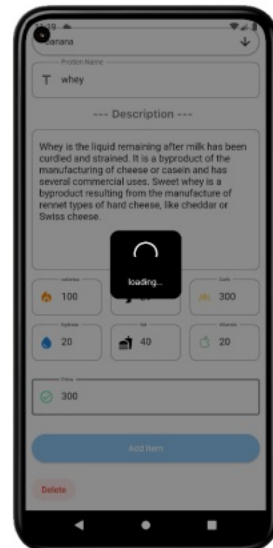 banana
Protien Name
whey
--- Description ---
Whey is the liquid remaining after milk has been
curdled and strained. It is a byproduct of the
manufacturing of cheese or casein and has
several commercial uses. Sweet whey is a
byproduct resulting from the manufacture of
rennet types of hard cheese, like cheddar or
Swiss cheese.
loading...
calories
100
Carb
300
20
fat
40
vitamin
20
Price
300
Add Item
Delete